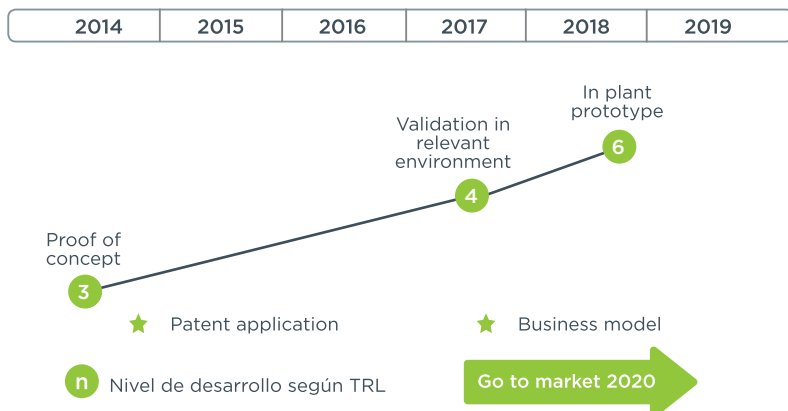 2014 2015 2016 2017 2018 2019
In plant
prototype
6
Validation in
relevant
environment
4
Proof of
concept
3
Patent application
Business model
n Nivel de desarrollo según TRL
Go to market 2020